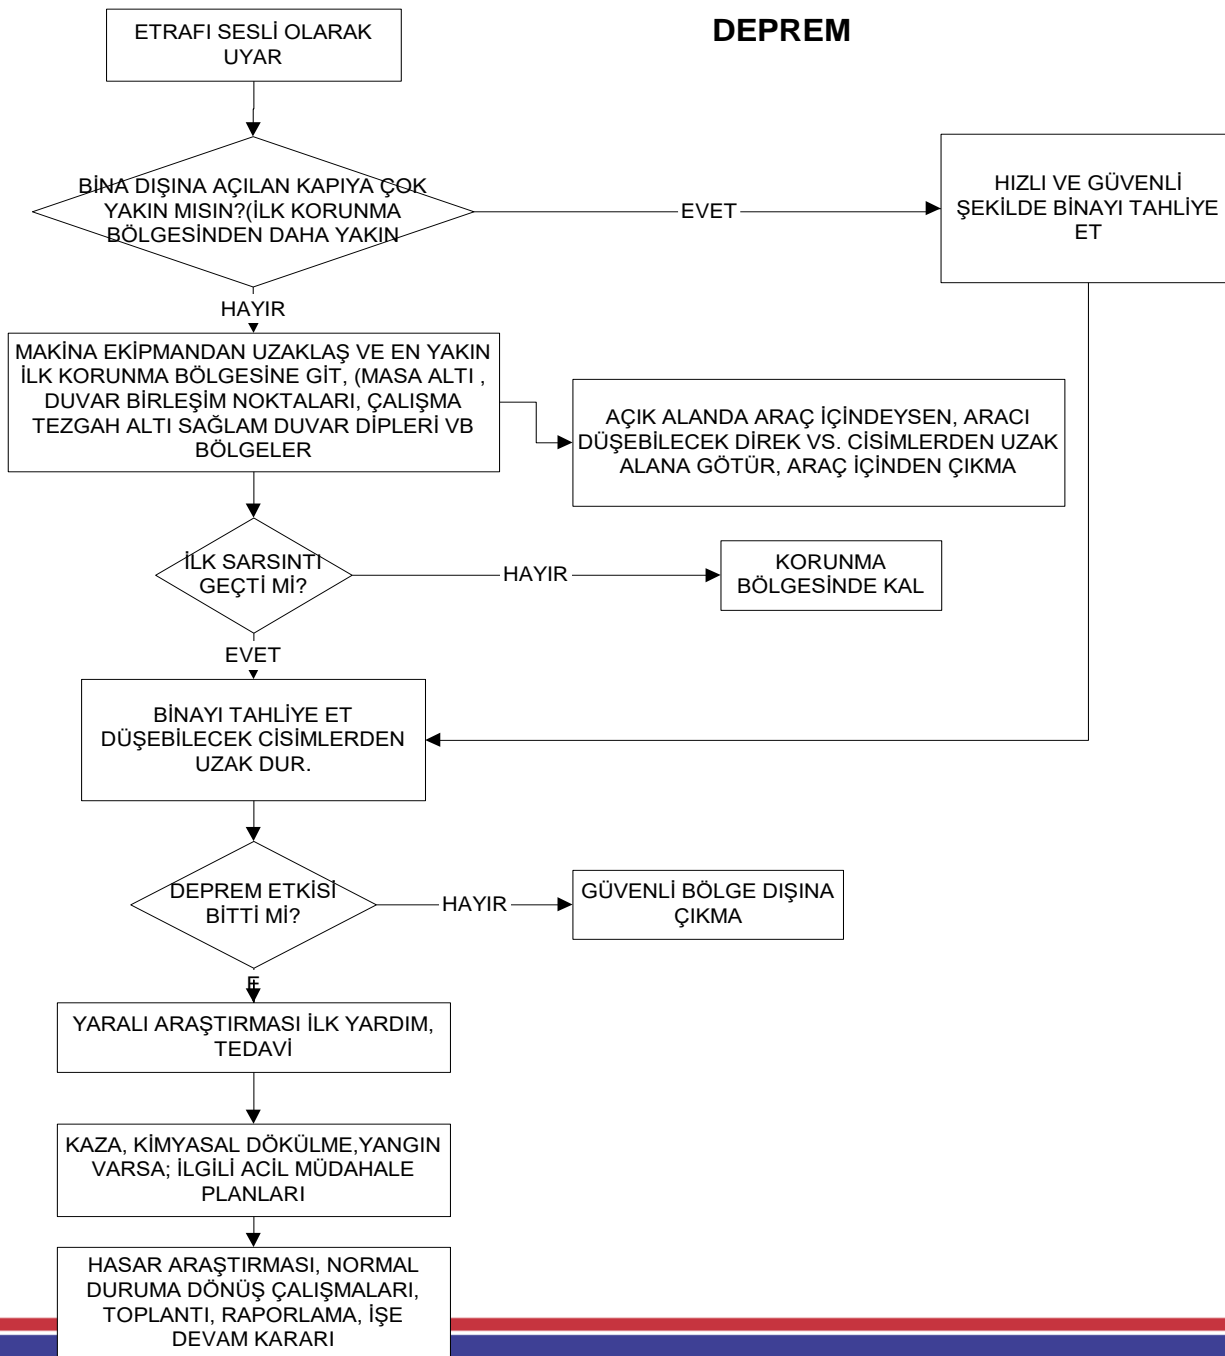 DEPREM
ETRAFI SESLİ OLARAK
UYAR
BİNA DIŞINA AÇILAN KAPIYA ÇOK
YAKIN MISIN?(İLK KORUNMA
BÖLGESİNDEN DAHA YAKIN
EVET
HIZLI VE GÜVENLİ
ŞEKİLDE BİNAYI TAHLİYE
ET
HAYIR
MAKİNA EKİPMANDAN UZAKLAŞ VE EN YAKIN
İLK KORUNMA BÖLGESİNE GİT, (MASA ALTI ,
DUVAR BİRLEŞİM NOKTALARI, ÇALIŞMA
TEZGAH ALTI SAĞLAM DUVAR DİPLERİ VB
BÖLGELER
AÇIK ALANDA ARAÇ İÇİNDEYSEN, ARACI
DÜŞEBİLECEK DİREK VS. CİSİMLERDEN UZAK
ALANA GÖTÜR, ARAÇ İÇİNDEN ÇIKMA
İLK SARSINTI
GEÇTİ Mİ?
HAYIR
KORUNMA
BÖLGESİNDE KAL
EVET
BİNAYI TAHLİYE ET
DÜŞEBİLECEK CİSİMLERDEN
UZAK DUR.
DEPREM ETKİSİ
BİTTİ Mİ?
HAYIR
GÜVENLİ BÖLGE DIŞINA
ÇIKMA
YARALI ARAŞTIRMASI İLK YARDIM,
TEDAVİ
KAZA, KİMYASAL DÖKÜLME,YANGIN
VARSA; İLGİLİ ACİL MÜDAHALE
PLANLARI
HASAR ARAŞTIRMASI, NORMAL
DURUMA DÖNÜŞ ÇALIŞMALARI,
TOPLANTI, RAPORLAMA, İŞE
DEVAM KARARI